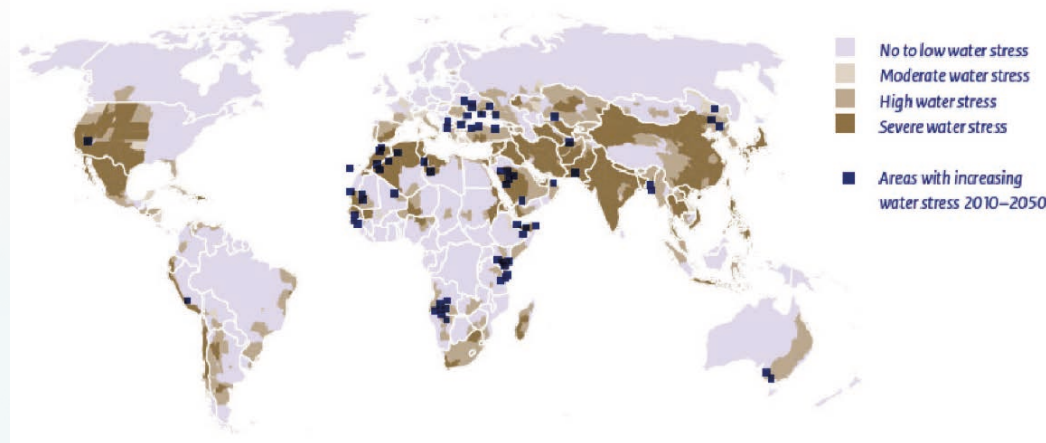 No to low water stress
Moderate water stress
High water stress
Severe water stress
Areas with increasing
water stress 2010–2050